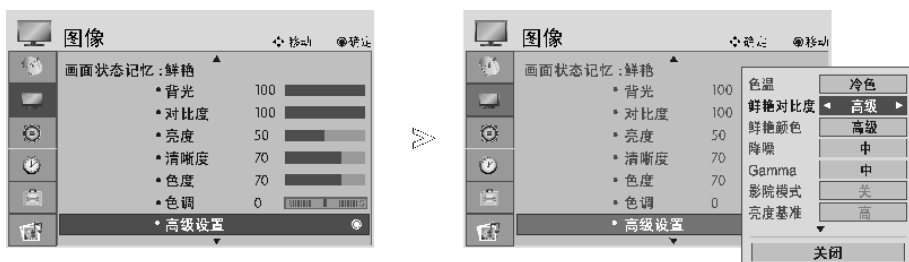 图像 移动 确定
画面状态记忆:鲜艳
• 背光 100
• 对比度 100
• 亮度 50
• 清晰度 70
• 色度 70
• 色调 0
• 高级设置
图像 确定 移动
画面状态记忆:鲜艳
• 背光 100
• 对比度 100
• 亮度 50
• 清晰度 70
• 色度 70
• 色调 0
• 高级设置
色温 冷色
鲜艳对比度 高级
鲜艳颜色 高级
降噪 中
Gamma 中
影院模式 关
亮度基准 高
关闭